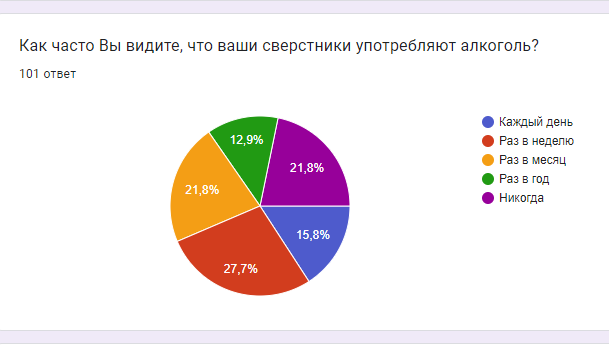 Как часто Вы видите, что ваши сверстники употребляют алкоголь?
101 ответ
Каждый день
Раз в неделю
Раз в месяц
Раз в год
Никогда
12,9%
21,8%
21,8%
15,8%
27,7%